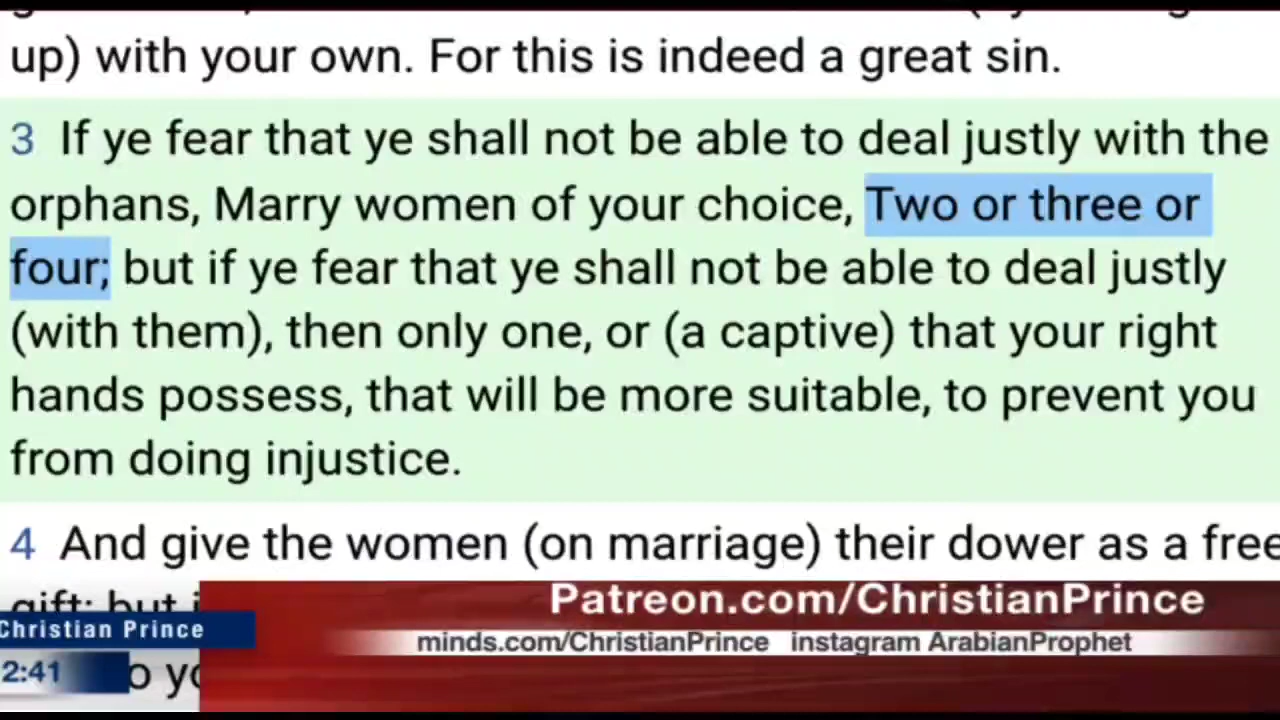 up) with your own. For this is indeed a great sin.
3 If ye fear that ye shall not be able to deal justly with the
orphans, Marry women of your choice, Two or three or
four; but if ye fear that ye shall not be able to deal justly
(with them), then only one, or (a captive) that your right
hands possess, that will be more suitable, to prevent you
from doing injustice.
4 And give the women (on marriage) their dower as a free
gift; but
Patreon.com/ChristianPrince
Christian Prince
minds.com/ChristianPrince instagram ArabianProphet
2:41